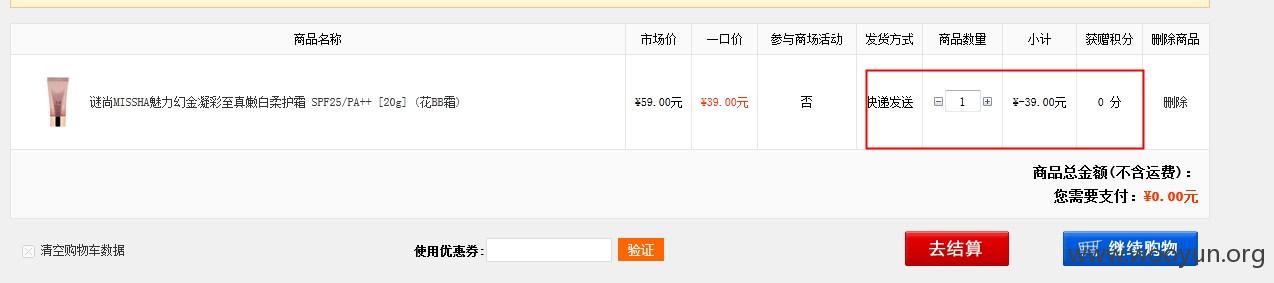 商品名称 市场价 一口价 参与商场活动 发货方式 商品数量 小计 获赠积分 删除商品
谜尚MISSHA魅力幻金凝彩至真嫩白柔护霜 SPF25/PA++ [20g] (花BB霜) ¥59.00元 ¥39.00元 否 快递发送 1 ¥-39.00元 0 分 删除
商品总金额(不含运费)：
您需要支付：¥0.00元
清空购物车数据 使用优惠券: 验证 去结算 继续购物
www.wooyun.org